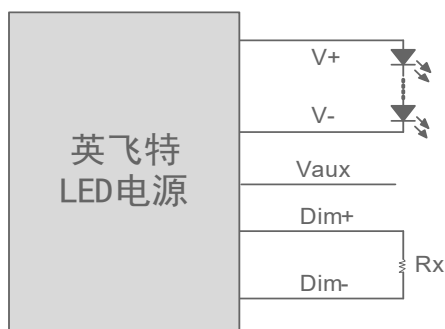 英飞特
LED电源
V+
V-
Vaux
Dim+
Dim-
Rx